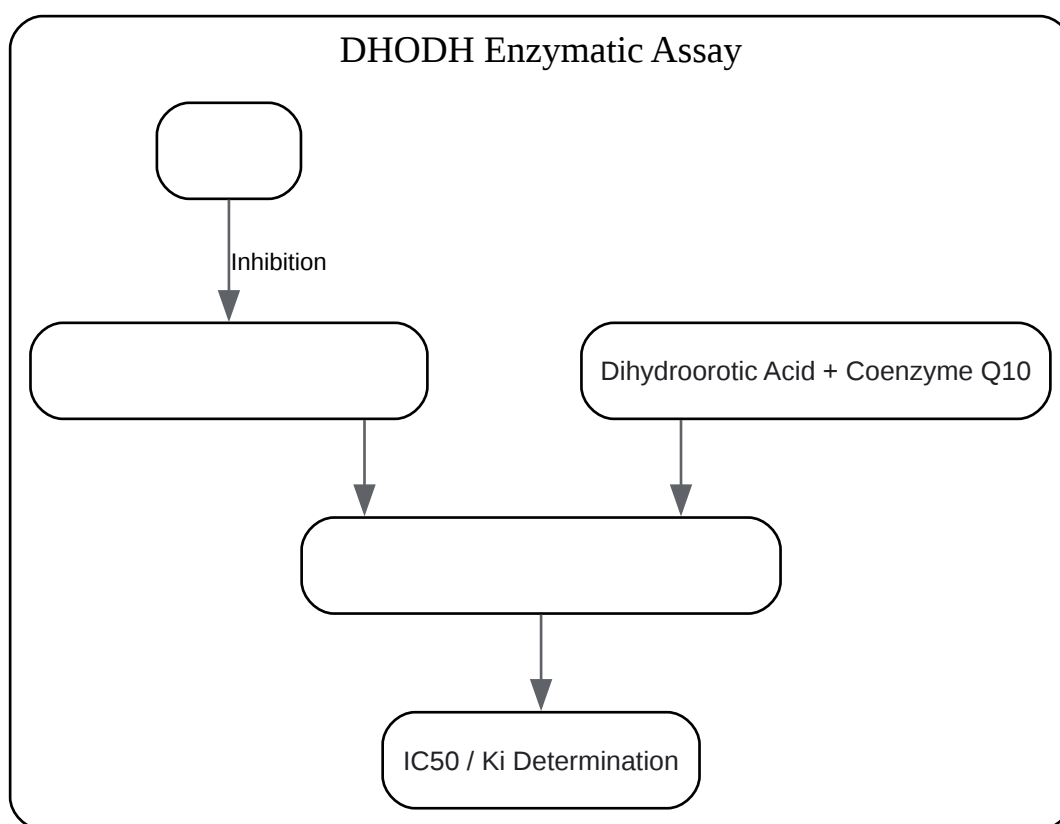 DHODH Enzymatic Assay
Inhibition
Dihydroorotic Acid + Coenzyme Q10
IC50 / Ki Determination